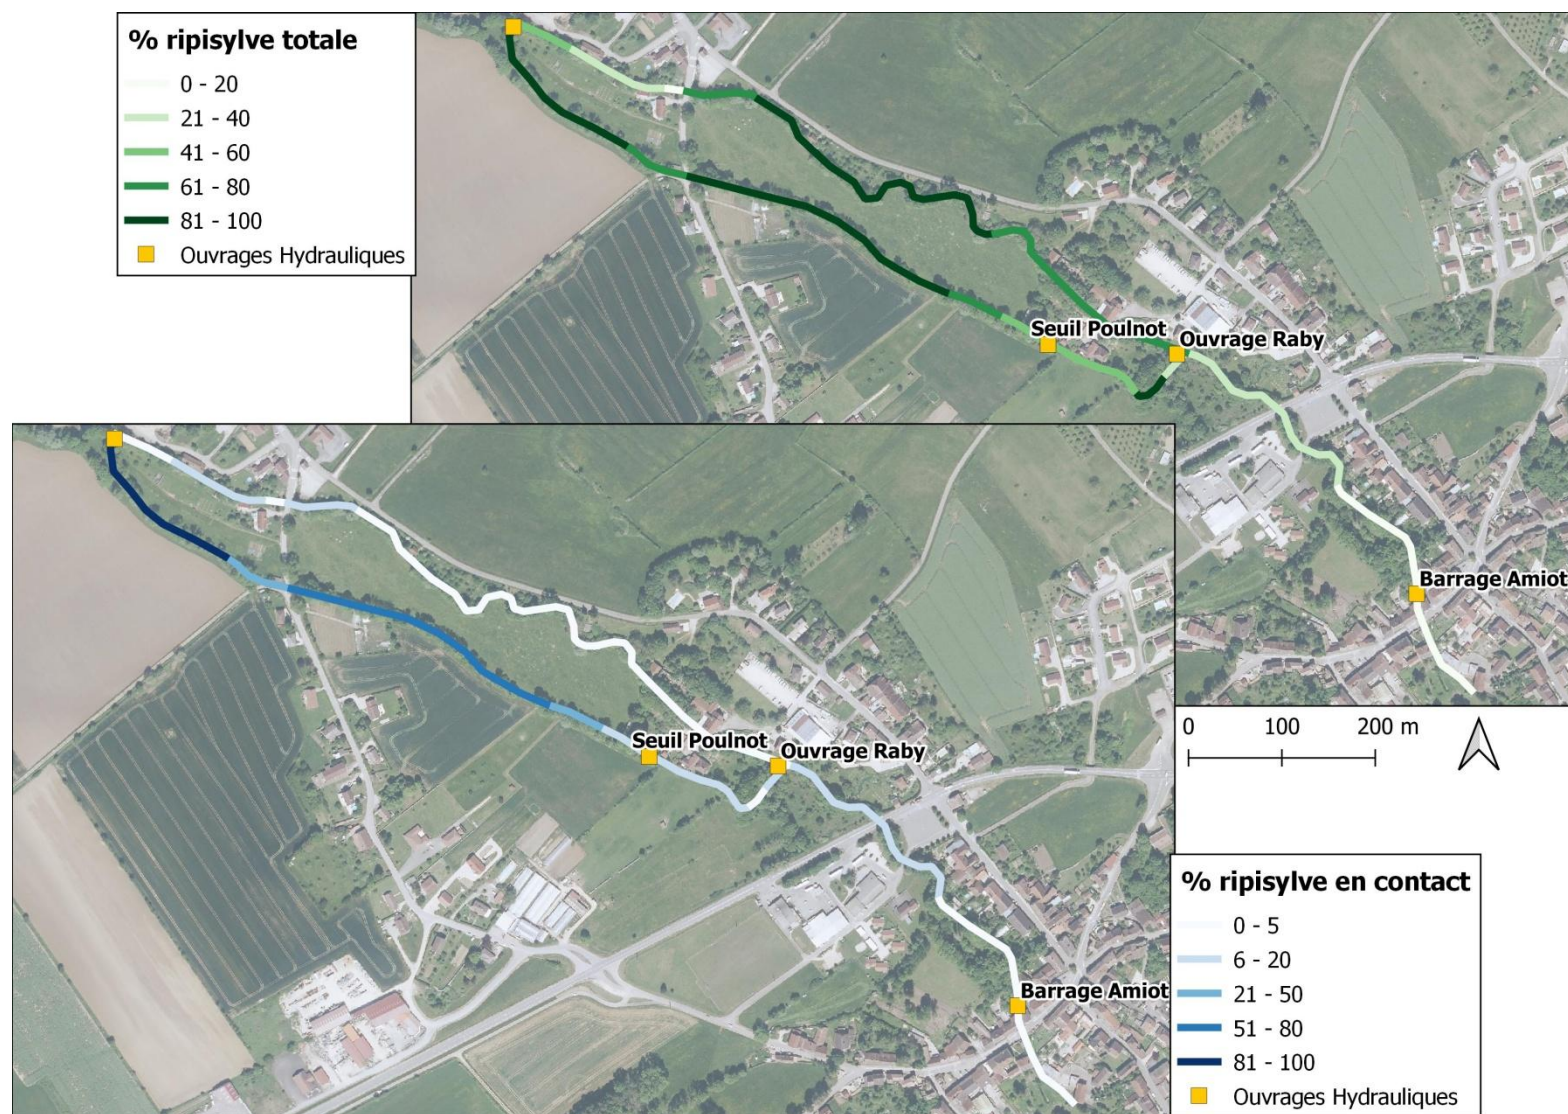 % ripisylve totale
0 - 20
21 - 40
41 - 60
61 - 80
81 - 100
Ouvrages Hydrauliques
Seuil Poulnot
Ouvrage Raby
Barrage Amiot
0 100 200 m
Seuil Poulnot
Ouvrage Raby
Barrage Amiot
% ripisylve en contact
0 - 5
6 - 20
21 - 50
51 - 80
81 - 100
Ouvrages Hydrauliques